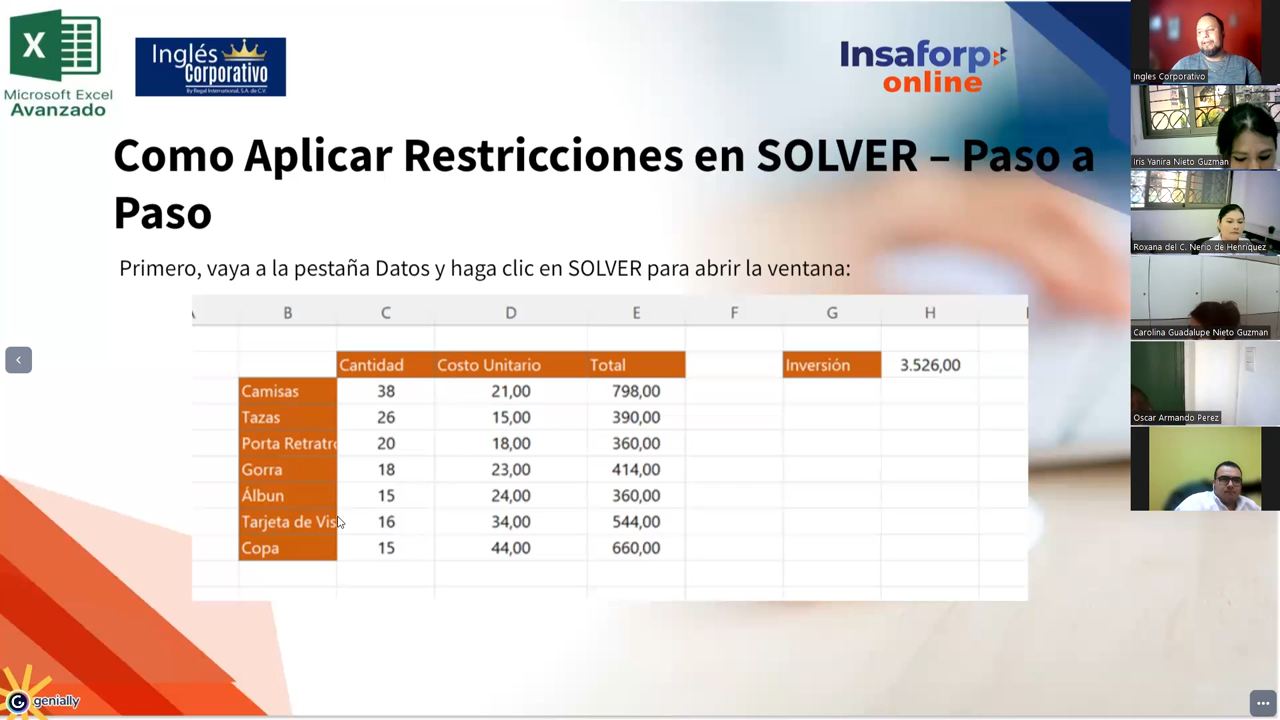 Microsoft Excel
Avanzado
Inglés
Corporativo
By Regal International, S.A. de C.V.
Insaforp
online
Como Aplicar Restricciones en SOLVER – Paso a
Paso
Primero, vaya a la pestaña Datos y haga clic en SOLVER para abrir la ventana:
B C D E F G H
Cantidad Costo Unitario Total Inversión 3.526,00
Camisas 38 21,00 798,00
Tazas 26 15,00 390,00
Porta Retratro 20 18,00 360,00
Gorra 18 23,00 414,00
Álbun 15 24,00 360,00
Tarjeta de Vis 16 34,00 544,00
Copa 15 44,00 660,00
genially
Ingles Corporativo
Iris Yanira Nieto Guzman
Roxana del C. Nerio de Henriquez
Carolina Guadalupe Nieto Guzman
Oscar Armando Perez